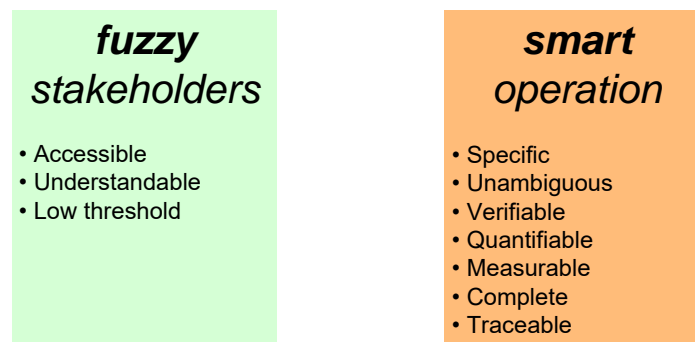 fuzzy
stakeholders
• Accessible
• Understandable
• Low threshold
smart
operation
• Specific
• Unambiguous
• Verifiable
• Quantifiable
• Measurable
• Complete
• Traceable